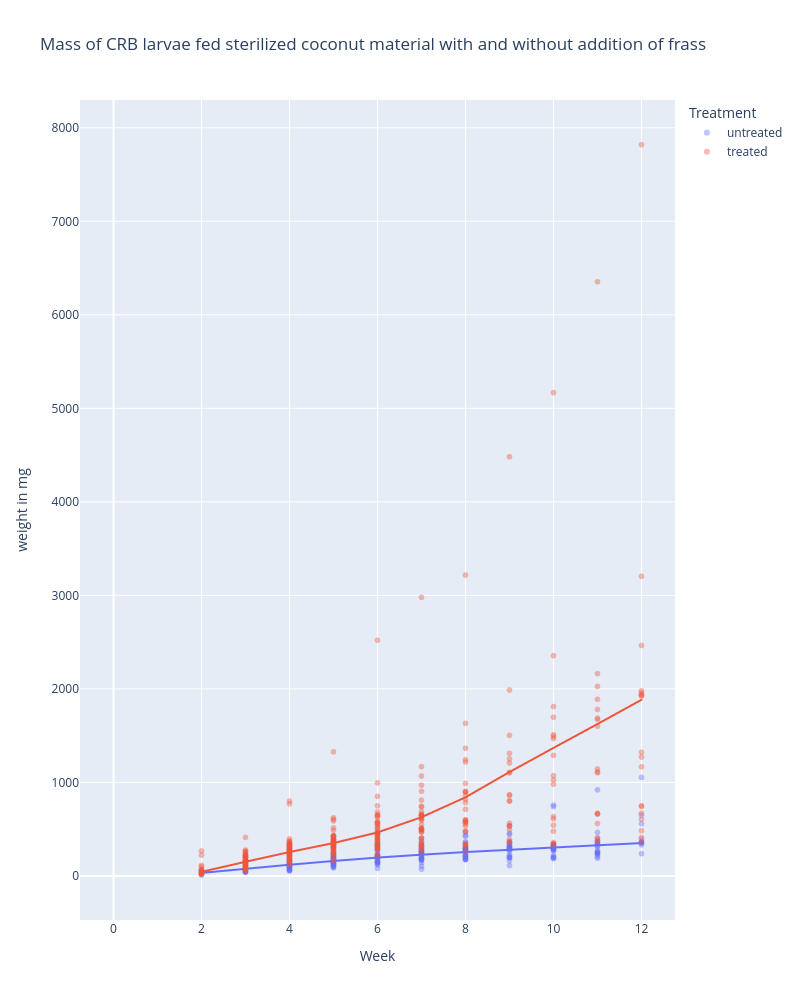 Mass of CRB larvae fed sterilized coconut material with and without addition of frass
Treatment
untreated
treated
8000
7000
6000
5000
4000
3000
2000
1000
0
weight in mg
0 2 4 6 8 10 12
Week